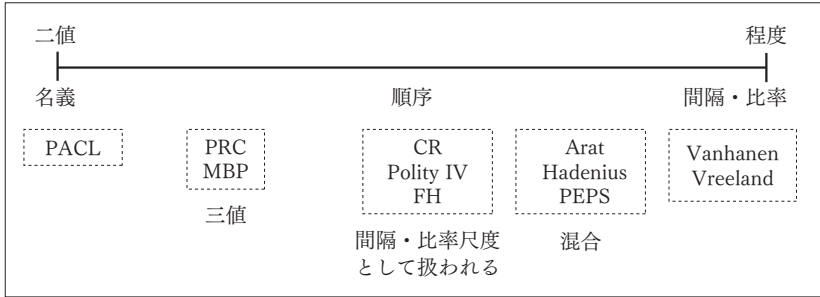 二値
程度
名義
順序
間隔・比率
PACL
PRC
MBP
三値
CR
Polity IV
FH
間隔・比率尺度
として扱われる
Arat
Hadenius
PEPS
混合
Vanhanen
Vreeland